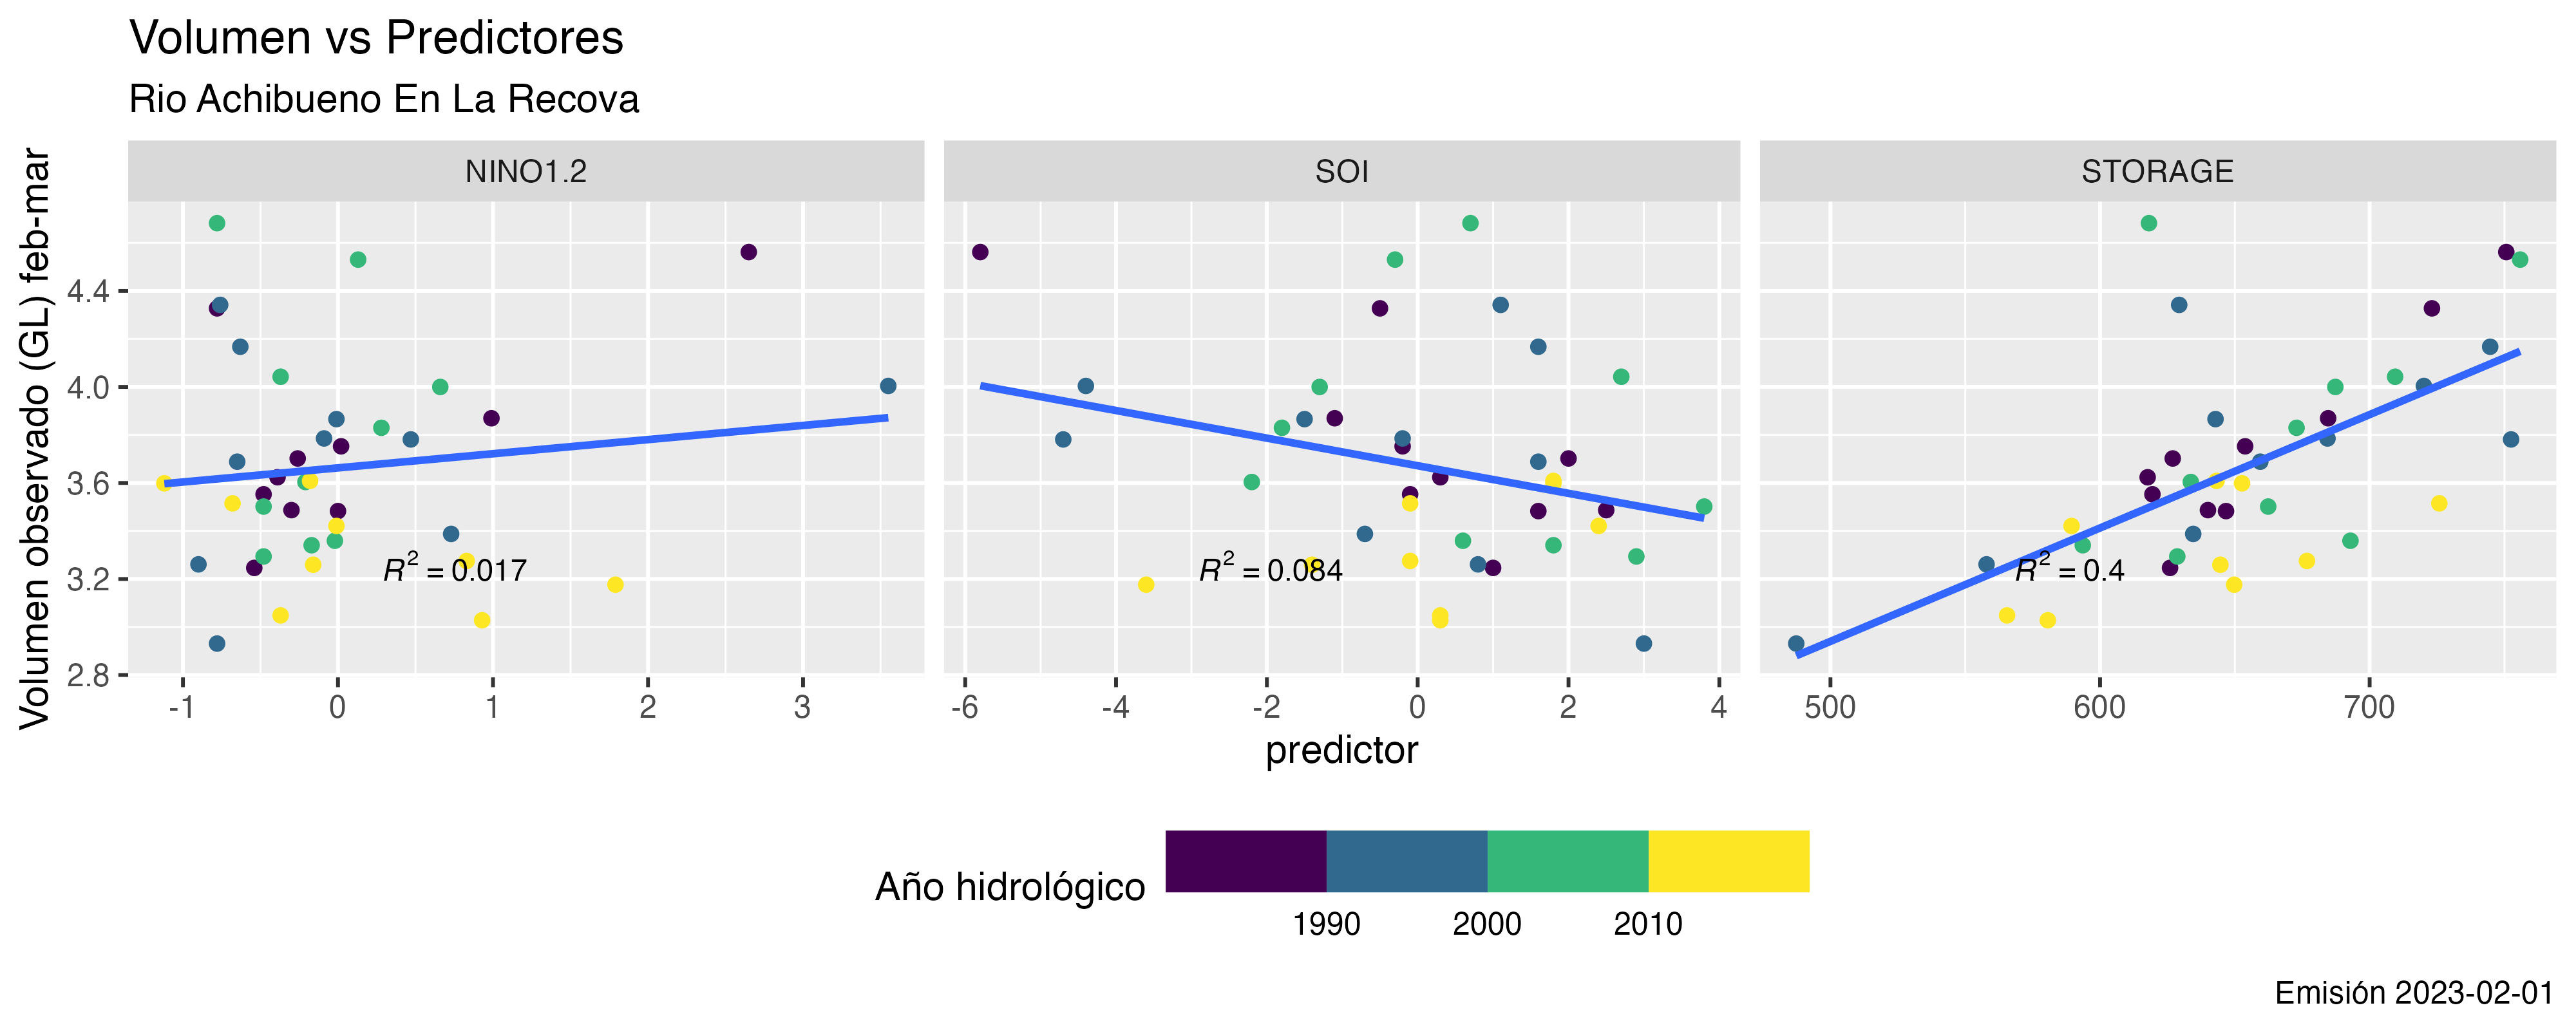 Volumen vs Predictores
Rio Achibueno En La Recova
NINO1.2 SOI STORAGE
Volumen observado (GL) feb-mar
4.4
4.0
3.6
3.2
2.8
R² = 0.017 R² = 0.084 R² = 0.4
-1 0 1 2 3 -6 -4 -2 0 2 4 500 600 700
predictor
Año hidrológico
1990 2000 2010
Emisión 2023-02-01